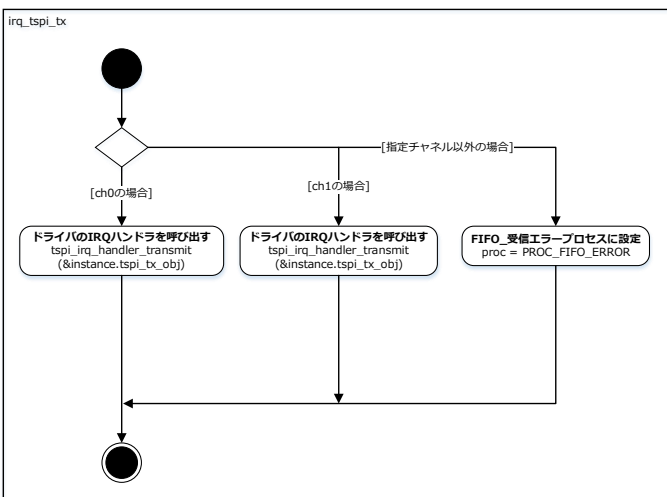 irq_tspi_tx
[指定チャネル以外の場合]
[ch0の場合]
[ch1の場合]
ドライバのIRQハンドラを呼び出す
tspi_irq_handler_transmit
(&instance.tspi_tx_obj)
ドライバのIRQハンドラを呼び出す
tspi_irq_handler_transmit
(&instance.tspi_tx_obj)
FIFO_受信エラープロセスに設定
proc = PROC_FIFO_ERROR